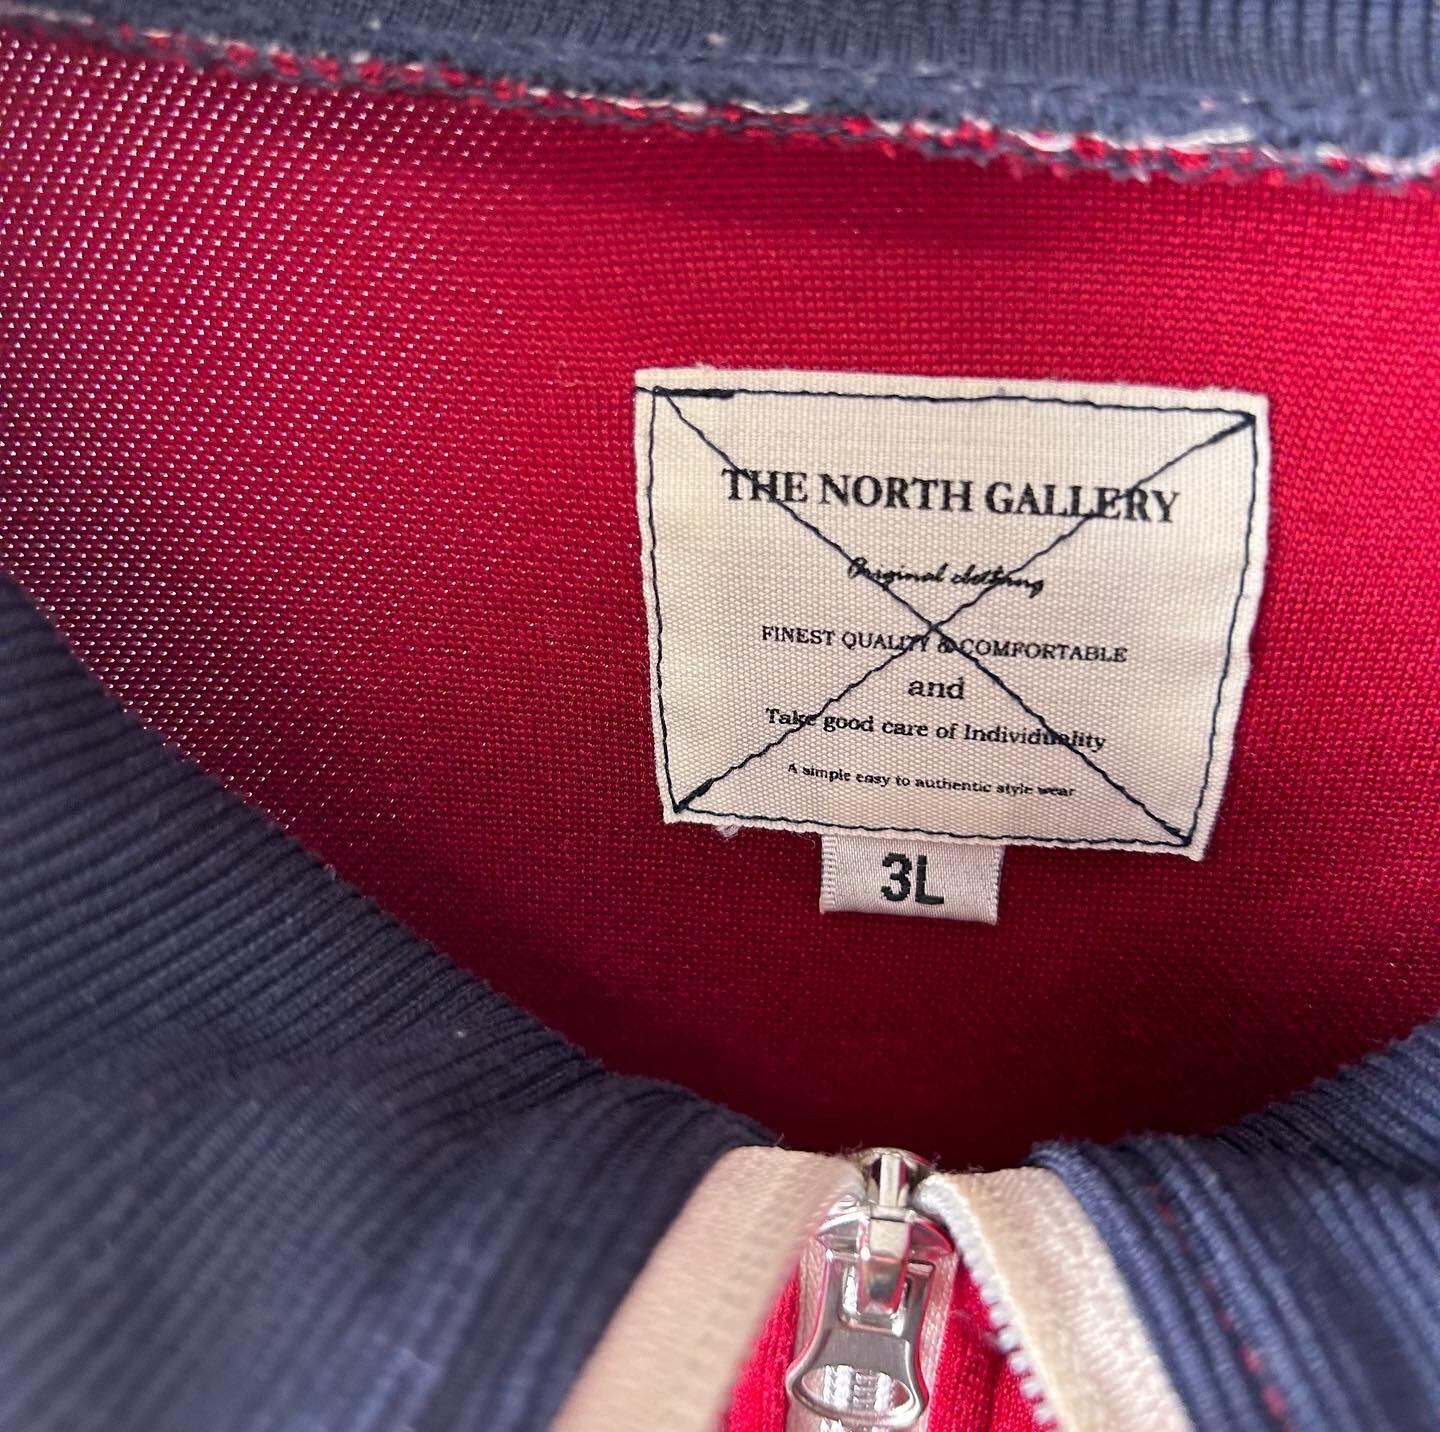 THE NORTH GALLERY
Original clothing
FINEST QUALITY & COMFORTABLE
and
Take good care of Individuality
A simple easy to authentic style wear
3L